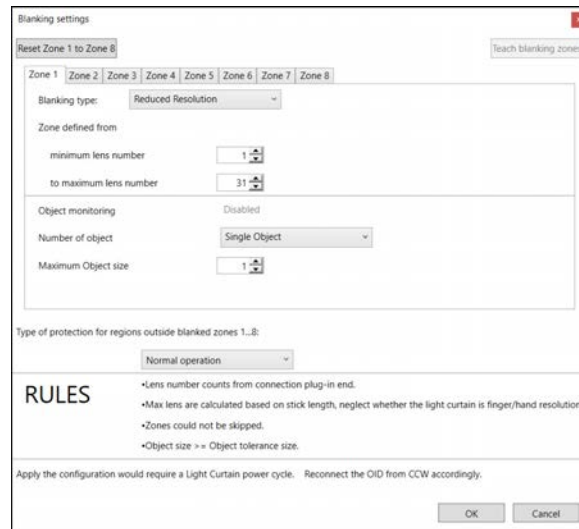 Blanking settings
Reset Zone 1 to Zone 8
Teach blanking zones
Zone 1 Zone 2 Zone 3 Zone 4 Zone 5 Zone 6 Zone 7 Zone 8
Blanking type: Reduced Resolution
Zone defined from
minimum lens number 1
to maximum lens number 31
Object monitoring Disabled
Number of object Single Object
Maximum Object size 1
Type of protection for regions outside blanked zones 1...8:
Normal operation
RULES
•Lens number counts from connection plug-in end.
•Max lens are calculated based on stick length, neglect whether the light curtain is finger/hand resolution
•Zones could not be skipped.
•Object size >= Object tolerance size.
Apply the configuration would require a Light Curtain power cycle. Reconnect the OID from CCW accordingly.
OK Cancel